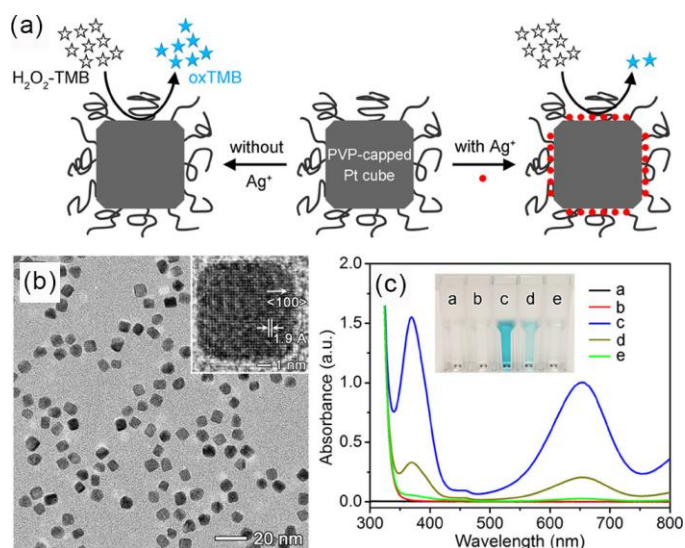 (a)
H₂O₂-TMB
oxTMB
without
Ag⁺
PVP-capped
Pt cube
with Ag⁺
(b)
<100>
1.9 Å
1 nm
20 nm
(c)
2.0
1.5
1.0
0.5
0.0
Absorbance (a.u.)
a b c d e
a
b
c
d
e
300 400 500 600 700 800
Wavelength (nm)